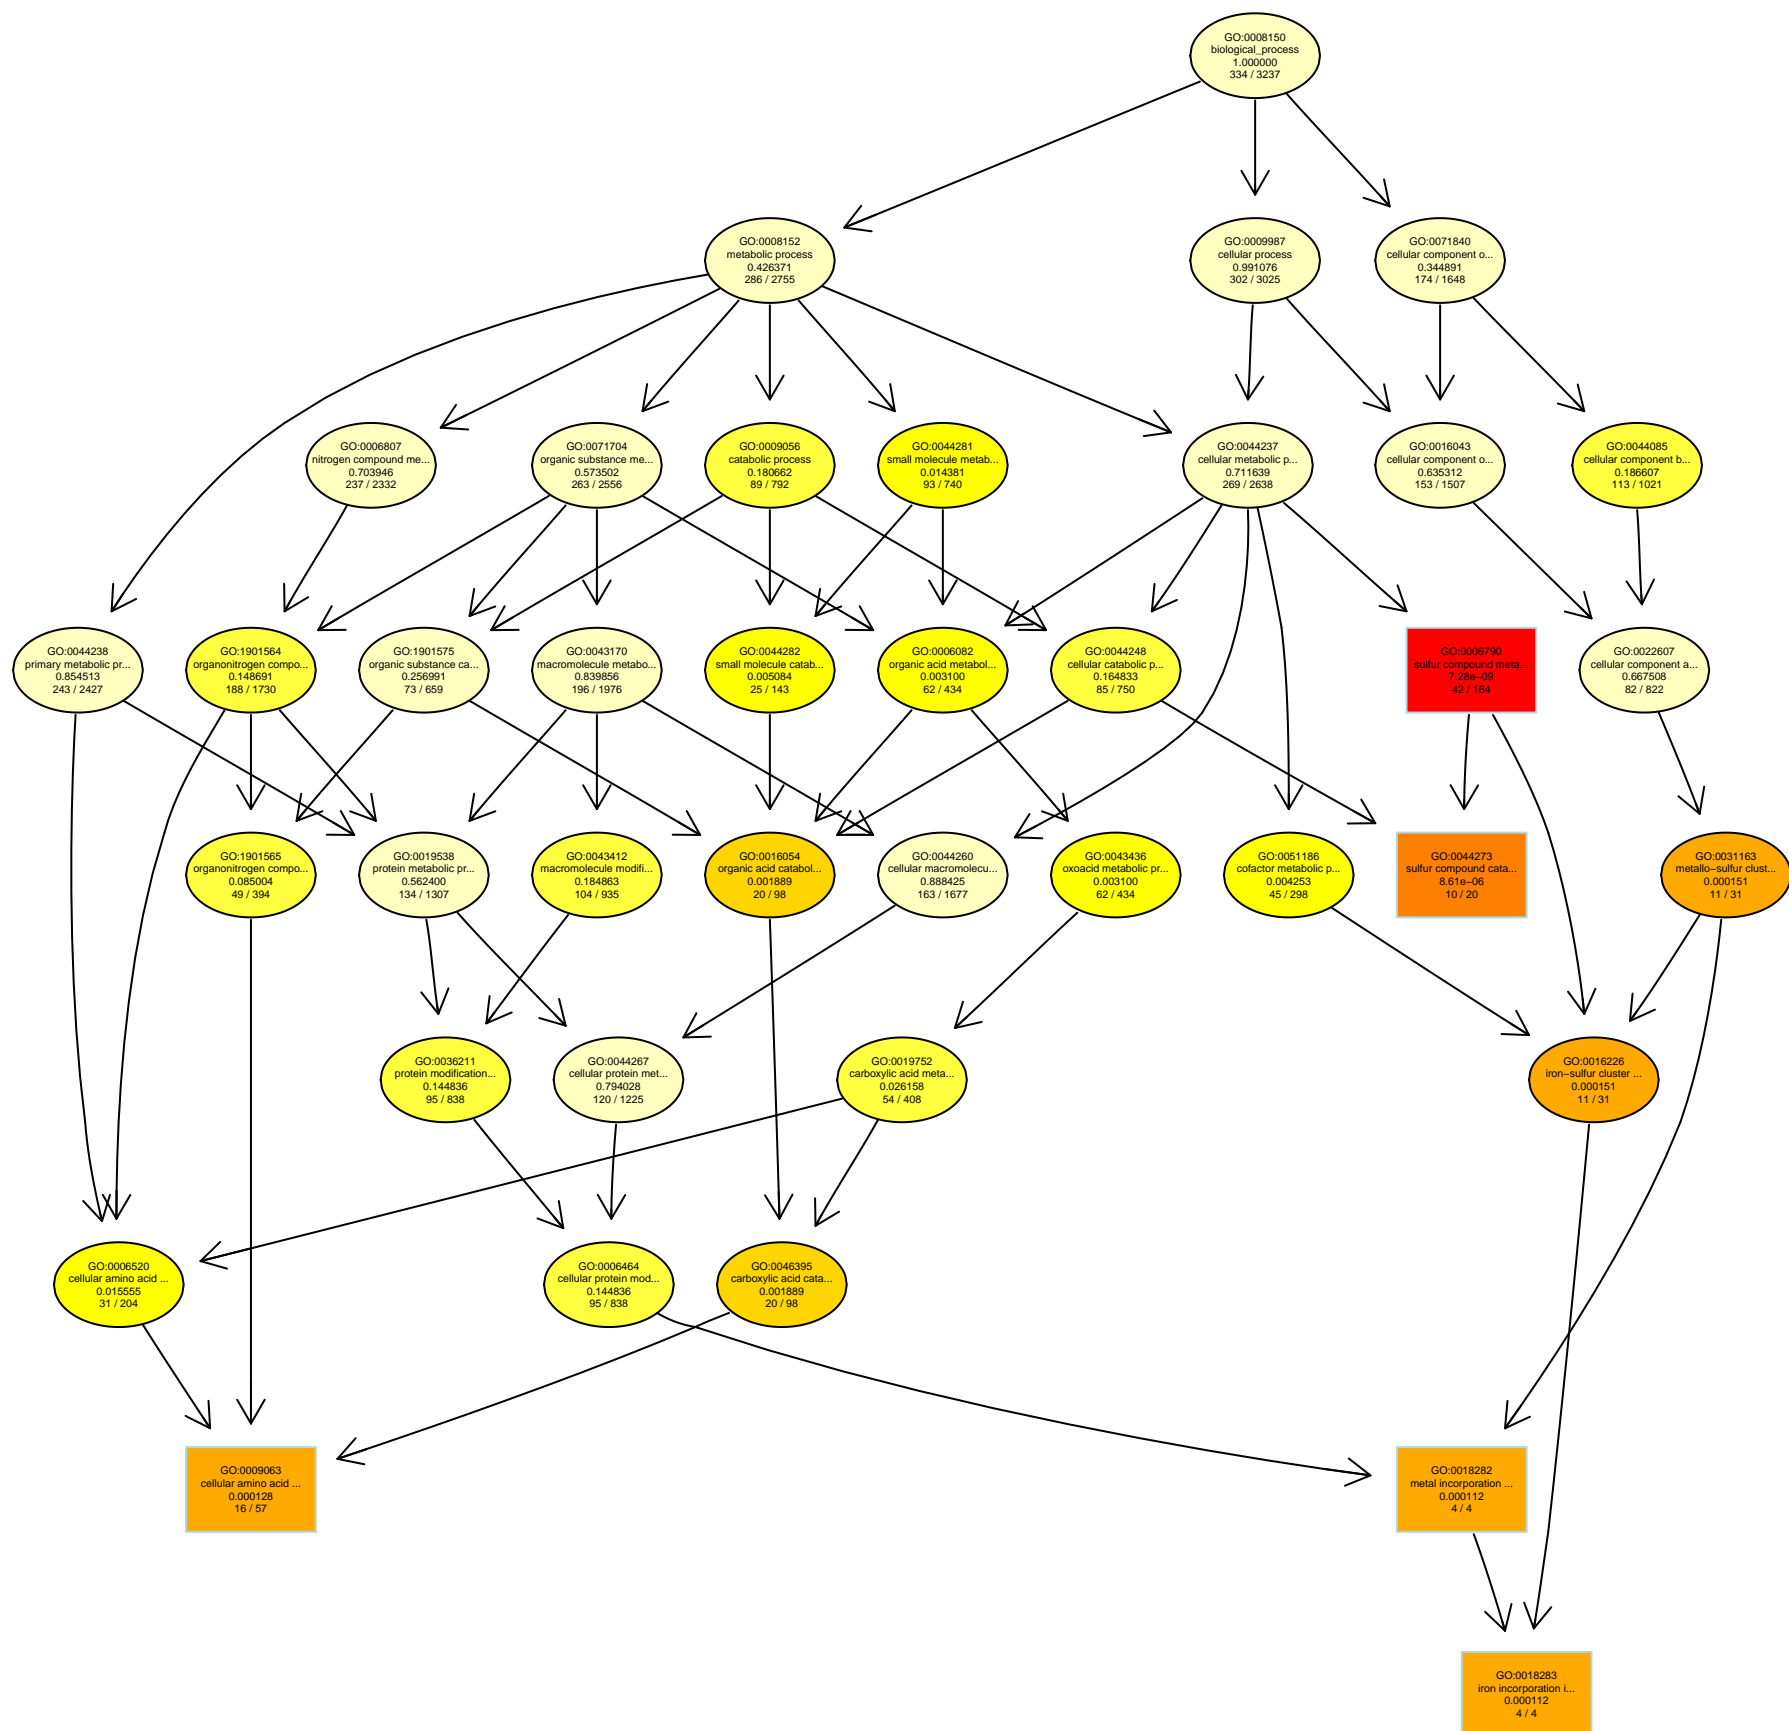 GO:0008150
biological_process
1.000000
334 / 3237
GO:0008152
metabolic process
0.426371
286 / 2755
GO:0009987
cellular process
0.991076
302 / 3025
GO:0071840
cellular component o...
0.344891
174 / 1648
GO:0006807
nitrogen compound me...
0.703946
237 / 2332
GO:0071704
organic substance me...
0.573502
263 / 2556
GO:0009056
catabolic process
0.180662
89 / 792
GO:0044281
small molecule metab...
0.014381
93 / 740
GO:0044237
cellular metabolic p...
0.711639
269 / 2638
GO:0016043
cellular component o...
0.635312
153 / 1507
GO:0044085
cellular component b...
0.186607
113 / 1021
GO:0044238
primary metabolic pr...
0.854513
243 / 2427
GO:1901564
organonitrogen compo...
0.148691
188 / 1730
GO:1901575
organic substance ca...
0.256991
73 / 659
GO:0043170
macromolecule metabo...
0.839856
196 / 1976
GO:0044282
small molecule catab...
0.005084
25 / 143
GO:0006082
organic acid metabol...
0.003100
62 / 434
GO:0044248
cellular catabolic p...
0.164833
85 / 750
GO:0006790
sulfur compound meta...
7.28e−09
42 / 164
GO:0022607
cellular component a...
0.667508
82 / 822
GO:1901565
organonitrogen compo...
0.085004
49 / 394
GO:0019538
protein metabolic pr...
0.562400
134 / 1307
GO:0043412
macromolecule modifi...
0.184863
104 / 935
GO:0016054
organic acid catabol...
0.001889
20 / 98
GO:0044260
cellular macromolecu...
0.888425
163 / 1677
GO:0043436
oxoacid metabolic pr...
0.003100
62 / 434
GO:0051186
cofactor metabolic p...
0.004253
45 / 298
GO:0044273
sulfur compound cata...
8.61e−06
10 / 20
GO:0031163
metallo−sulfur clust...
0.000151
11 / 31
GO:0036211
protein modification...
0.144836
95 / 838
GO:0044267
cellular protein met...
0.794028
120 / 1225
GO:0019752
carboxylic acid meta...
0.026158
54 / 408
GO:0016226
iron−sulfur cluster ...
0.000151
11 / 31
GO:0006520
cellular amino acid ...
0.015555
31 / 204
GO:0006464
cellular protein mod...
0.144836
95 / 838
GO:0046395
carboxylic acid cata...
0.001889
20 / 98
GO:0009063
cellular amino acid ...
0.000128
16 / 57
GO:0018282
metal incorporation ...
0.000112
4 / 4
GO:0018283
iron incorporation i...
0.000112
4 / 4